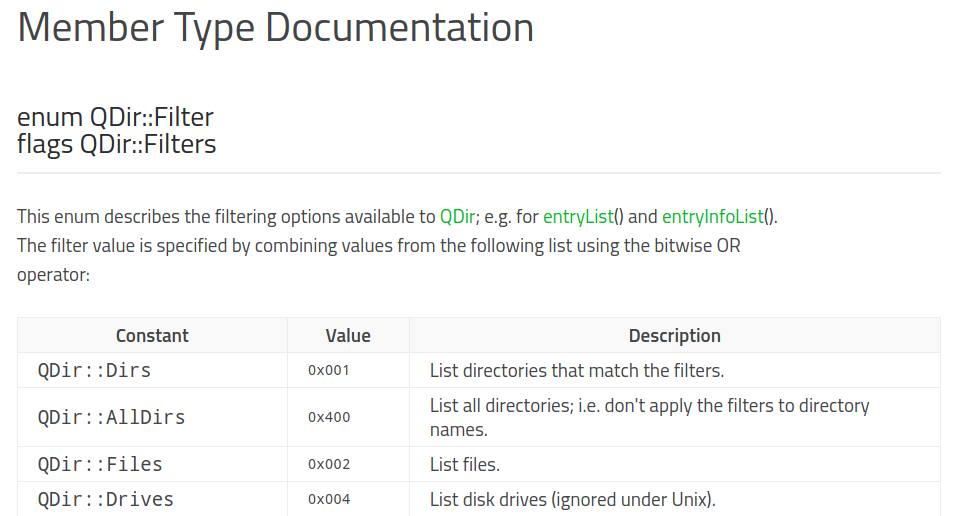 Member Type Documentation
enum QDir::Filter
flags QDir::Filters
This enum describes the filtering options available to QDir; e.g. for entryList() and entryInfoList().
The filter value is specified by combining values from the following list using the bitwise OR
operator:
Constant Value Description
QDir::Dirs 0x001 List directories that match the filters.
QDir::AllDirs 0x400 List all directories; i.e. don't apply the filters to directory
names.
QDir::Files 0x002 List files.
QDir::Drives 0x004 List disk drives (ignored under Unix).